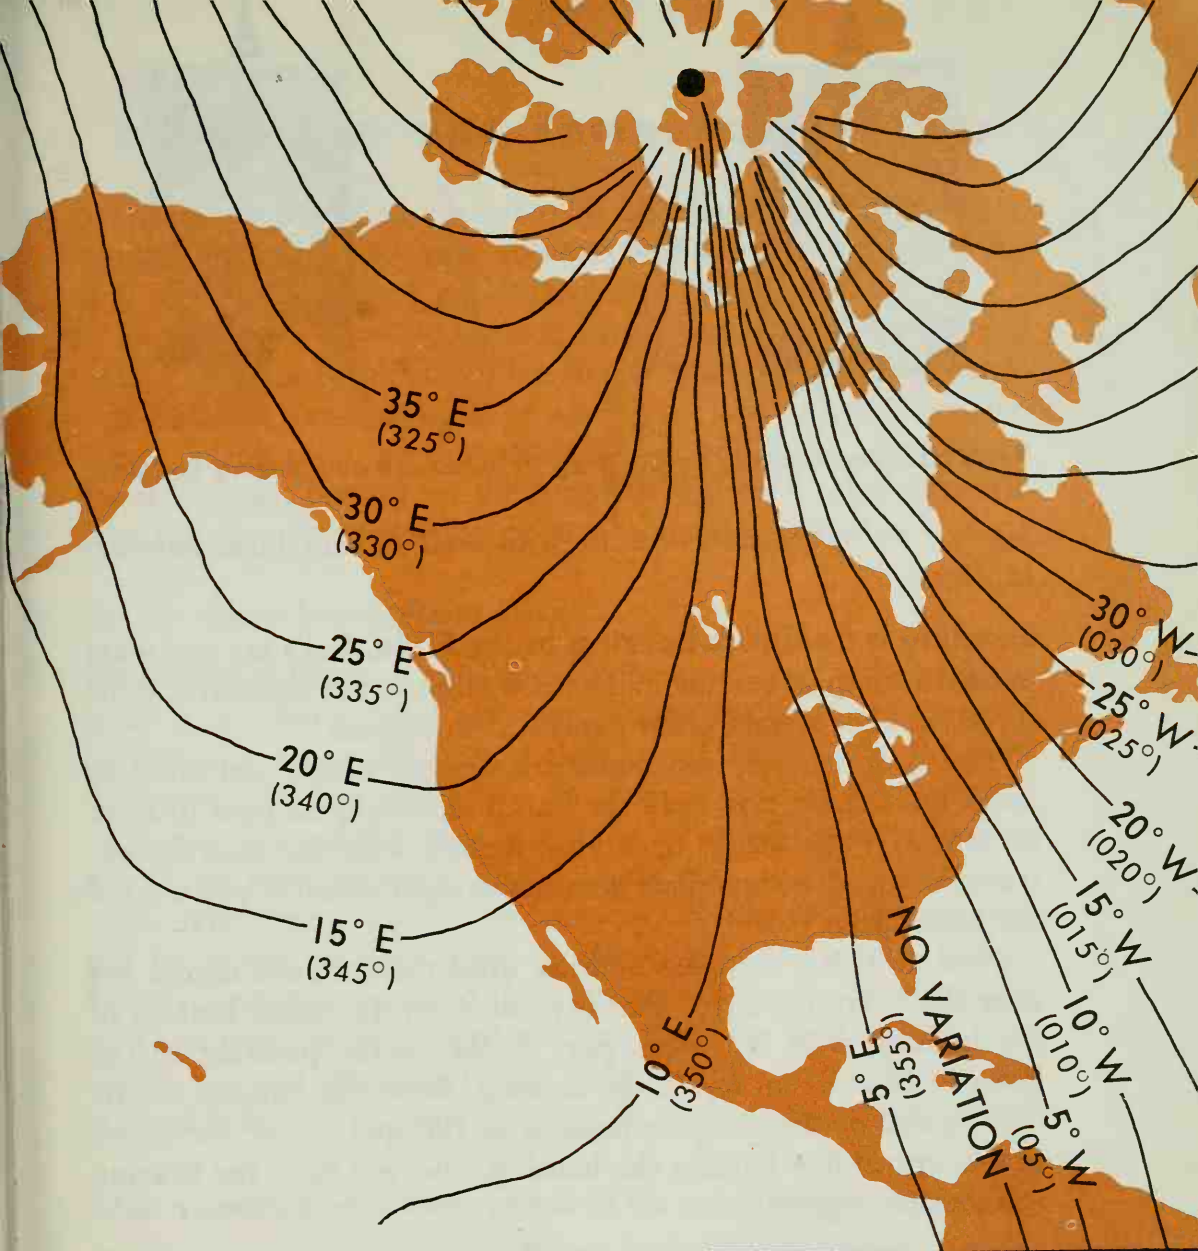 35° E
(325°)
30° E
(330°)
25° E
(335°)
20° E
(340°)
15° E
(345°)
10° E
(350°)
5° E
(355°)
NO VARIATION
5° W
(05°)
10° W
(010°)
15° W
(015°)
20° W
(020°)
25° W
(025°)
30° W
(030°)